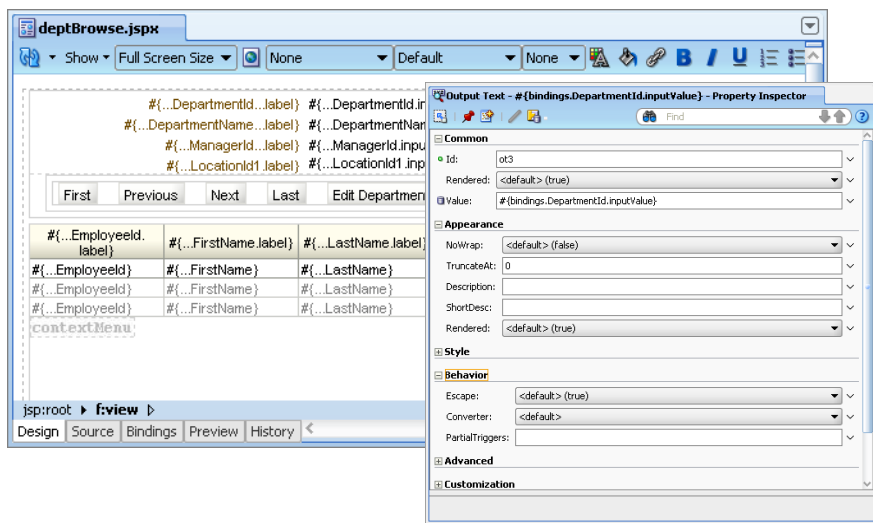 deptBrowse.jspx
Show Full Screen Size None Default None B I U
#{...DepartmentId...label} #{...DepartmentId.in
#{...DepartmentName...label} #{...DepartmentNar
#{...ManagerId...label} #{...ManagerId.inpu
#{...LocationId1.label} #{...LocationId1.inp
First Previous Next Last Edit Departmen
#{...EmployeeId.
label} #{...FirstName.label} #{...LastName.label}
#{...EmployeeId} #{...FirstName} #{...LastName}
#{...EmployeeId} #{...FirstName} #{...LastName}
#{...EmployeeId} #{...FirstName} #{...LastName}
contextMenu
jsp:root f:view
Design Source Bindings Preview History
Output Text - #{bindings.DepartmentId.inputValue} - Property Inspector
Find
Common
Id: ot3
Rendered: <default> (true)
Value: #{bindings.DepartmentId.inputValue}
Appearance
NoWrap: <default> (false)
TruncateAt: 0
Description:
ShortDesc:
Rendered: <default> (true)
Style
Behavior
Escape: <default> (true)
Converter: <default>
PartialTriggers:
Advanced
Customization